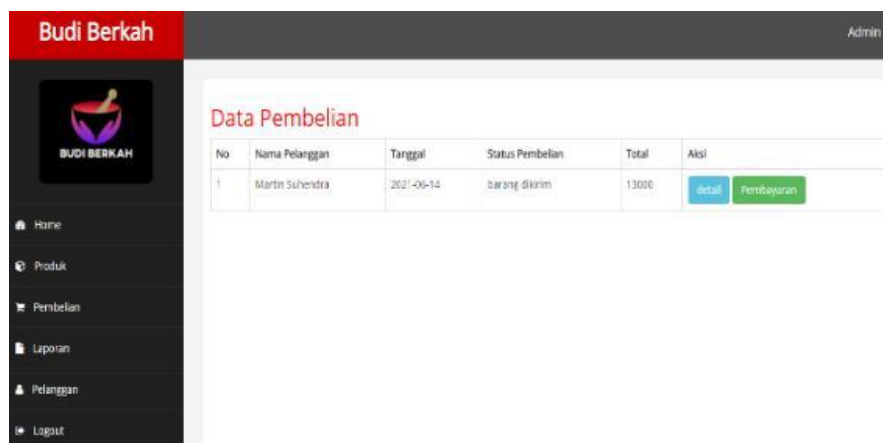 Budi Berkah
Admin
BUDI BERKAH
Data Pembelian
No Nama Pelanggan Tanggal Status Pembelian Total Aksi
1 Martin Suhendra 2021-06-14 barang dikirim 13000 detail Pembayaran
Home
Produk
Pembelian
Laporan
Pelanggan
Logout